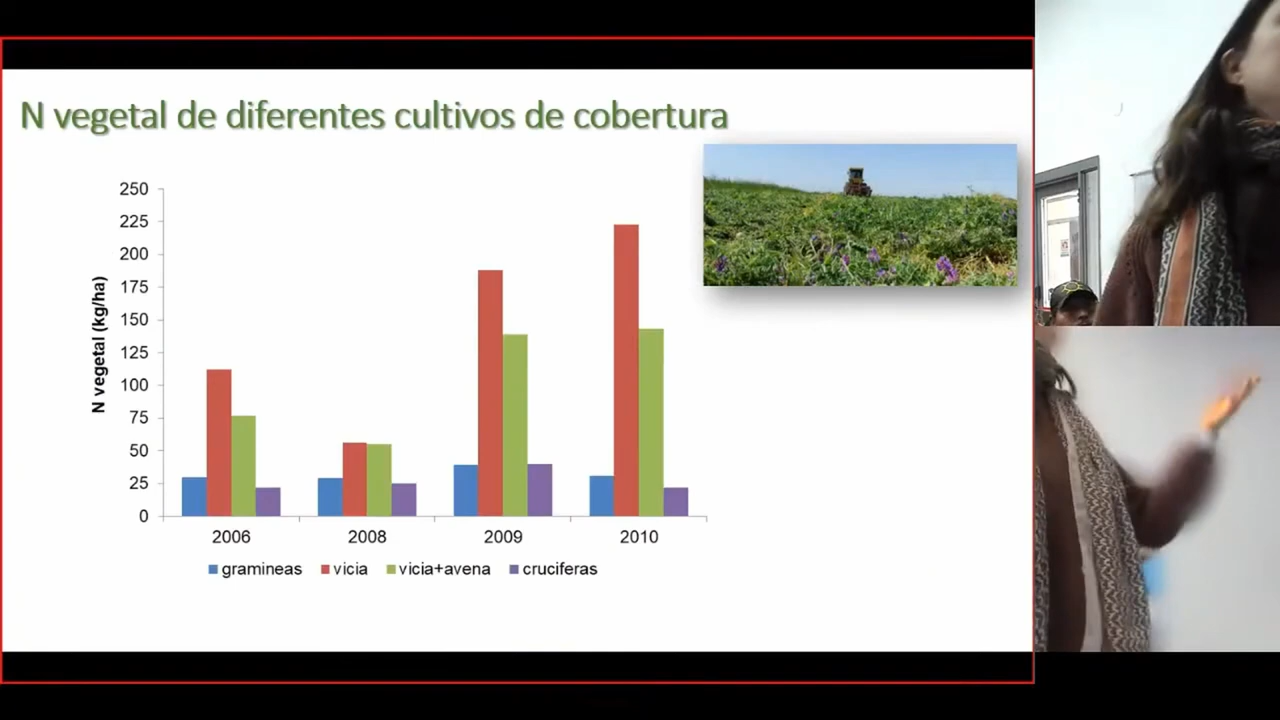 N vegetal de diferentes cultivos de cobertura
N vegetal (kg/ha)
250
225
200
175
150
125
100
75
50
25
0
2006 2008 2009 2010
gramineas vicia vicia+avena cruciferas